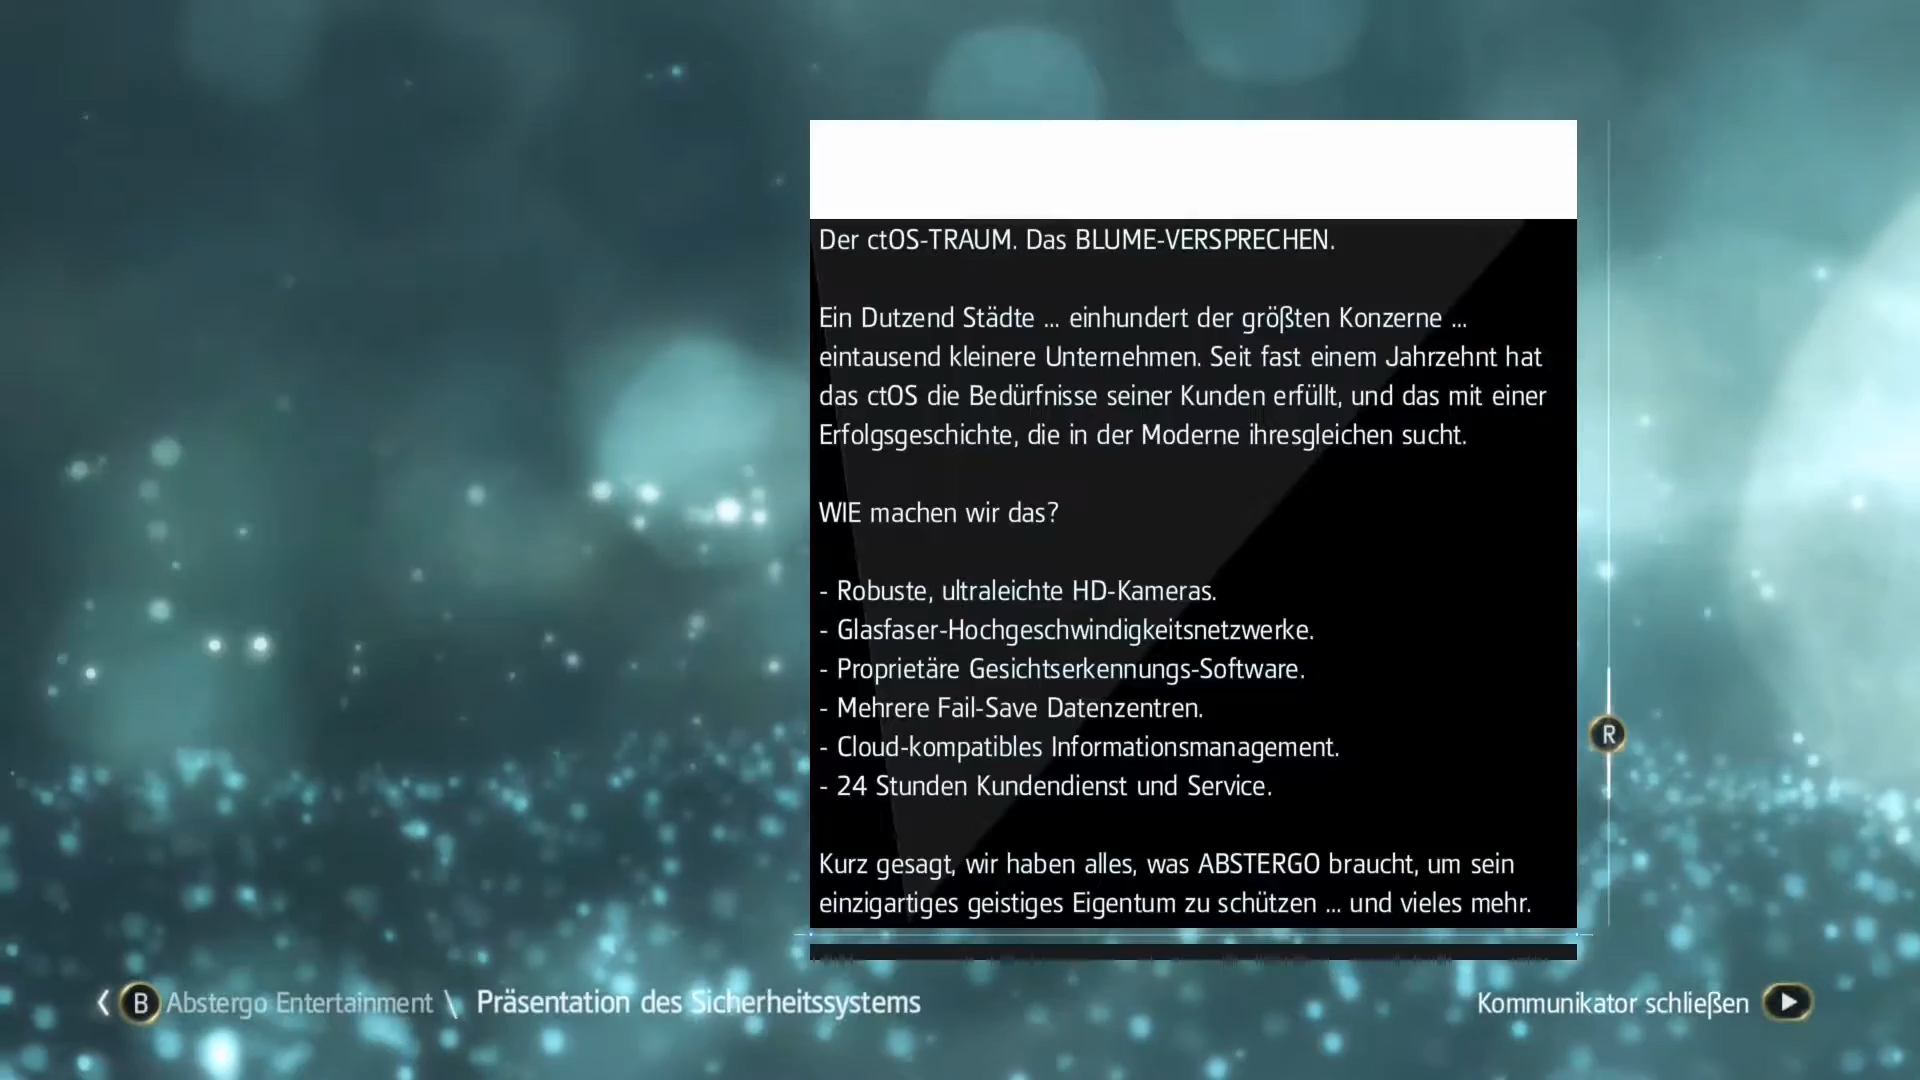 Der ctOS-TRAUM. Das BLUME-VERSPRECHEN.
Ein Dutzend Städte ... einhundert der größten Konzerne ...
eintausend kleinere Unternehmen. Seit fast einem Jahrzehnt hat
das ctOS die Bedürfnisse seiner Kunden erfüllt, und das mit einer
Erfolgsgeschichte, die in der Moderne ihresgleichen sucht.
WIE machen wir das?
- Robuste, ultraleichte HD-Kameras.
- Glasfaser-Hochgeschwindigkeitsnetzwerke.
- Proprietäre Gesichtserkennungs-Software.
- Mehrere Fail-Save Datenzentren.
- Cloud-kompatibles Informationsmanagement.
- 24 Stunden Kundendienst und Service.
Kurz gesagt, wir haben alles, was ABSTERGO braucht, um sein
einzigartiges geistiges Eigentum zu schützen ... und vieles mehr.
R
B Abstergo Entertainment \ Präsentation des Sicherheitssystems
Kommunikator schließen